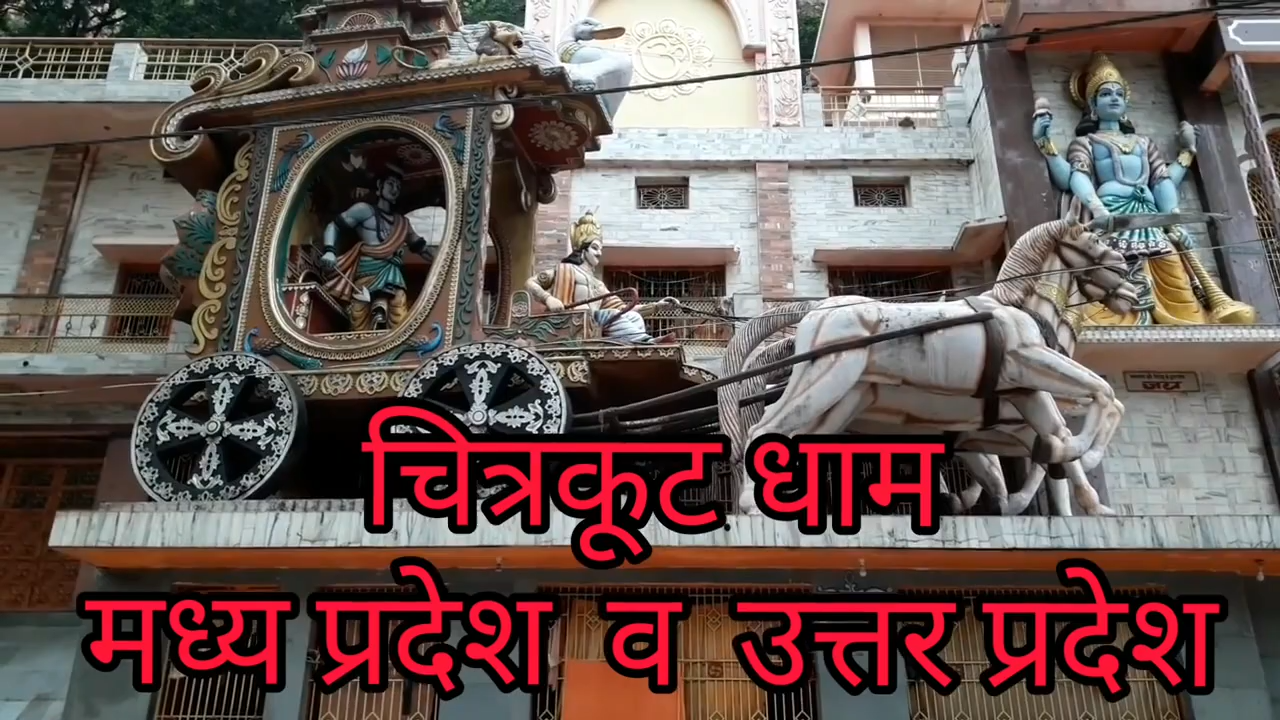 चित्रकूट धाम
मध्य प्रदेश व उत्तर प्रदेश